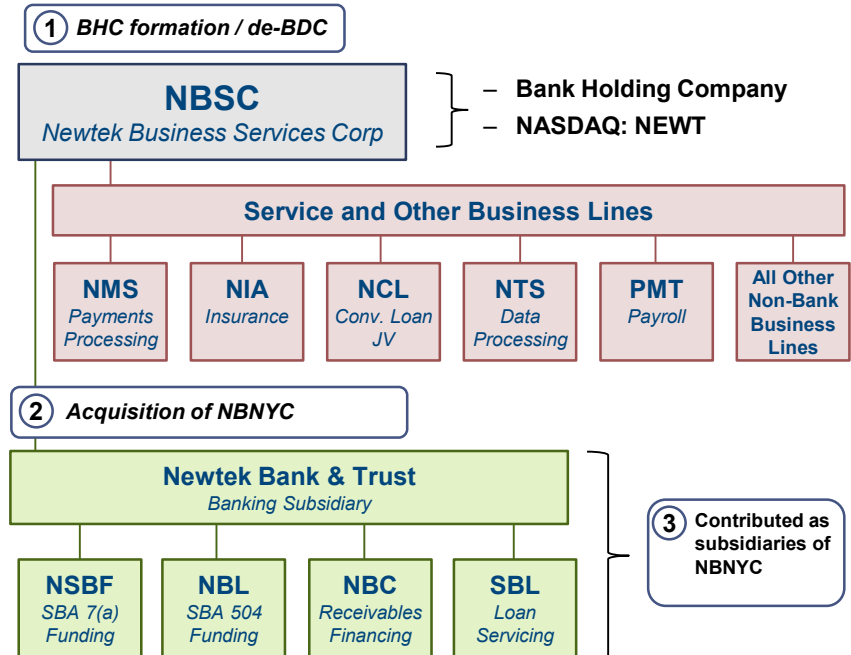 1 BHC formation / de-BDC
NBSC
Newtek Business Services Corp
– Bank Holding Company
– NASDAQ: NEWT
Service and Other Business Lines
NMS
Payments
Processing
NIA
Insurance
NCL
Conv. Loan
JV
NTS
Data
Processing
PMT
Payroll
All Other
Non-Bank
Business
Lines
2 Acquisition of NBNYC
Newtek Bank & Trust
Banking Subsidiary
NSBF
SBA 7(a)
Funding
NBL
SBA 504
Funding
NBC
Receivables
Financing
SBL
Loan
Servicing
3 Contributed as
subsidiaries of
NBNYC